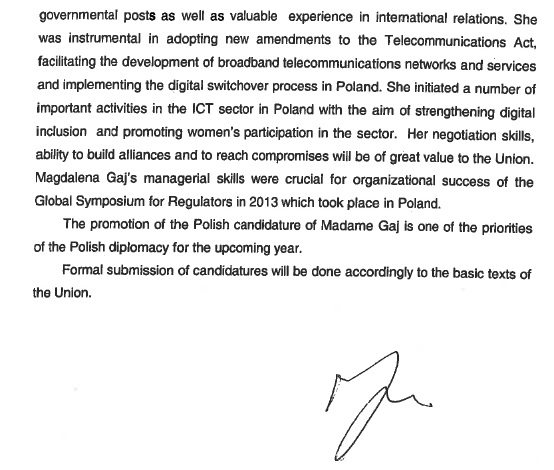 governmental posts as well as valuable experience in international relations. She
was instrumental in adopting new amendments to the Telecommunications Act,
facilitating the development of broadband telecommunications networks and services
and implementing the digital switchover process in Poland. She initiated a number of
important activities in the ICT sector in Poland with the aim of strengthening digital
inclusion and promoting women's participation in the sector. Her negotiation skills,
ability to build alliances and to reach compromises will be of great value to the Union.
Magdalena Gaj's managerial skills were crucial for organizational success of the
Global Symposium for Regulators in 2013 which took place in Poland.
The promotion of the Polish candidature of Madame Gaj is one of the priorities
of the Polish diplomacy for the upcoming year.
Formal submission of candidatures will be done accordingly to the basic texts of
the Union.